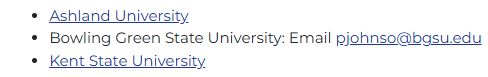 Ashland University
Bowling Green State University: Email pjohnso@bgsu.edu
Kent State University